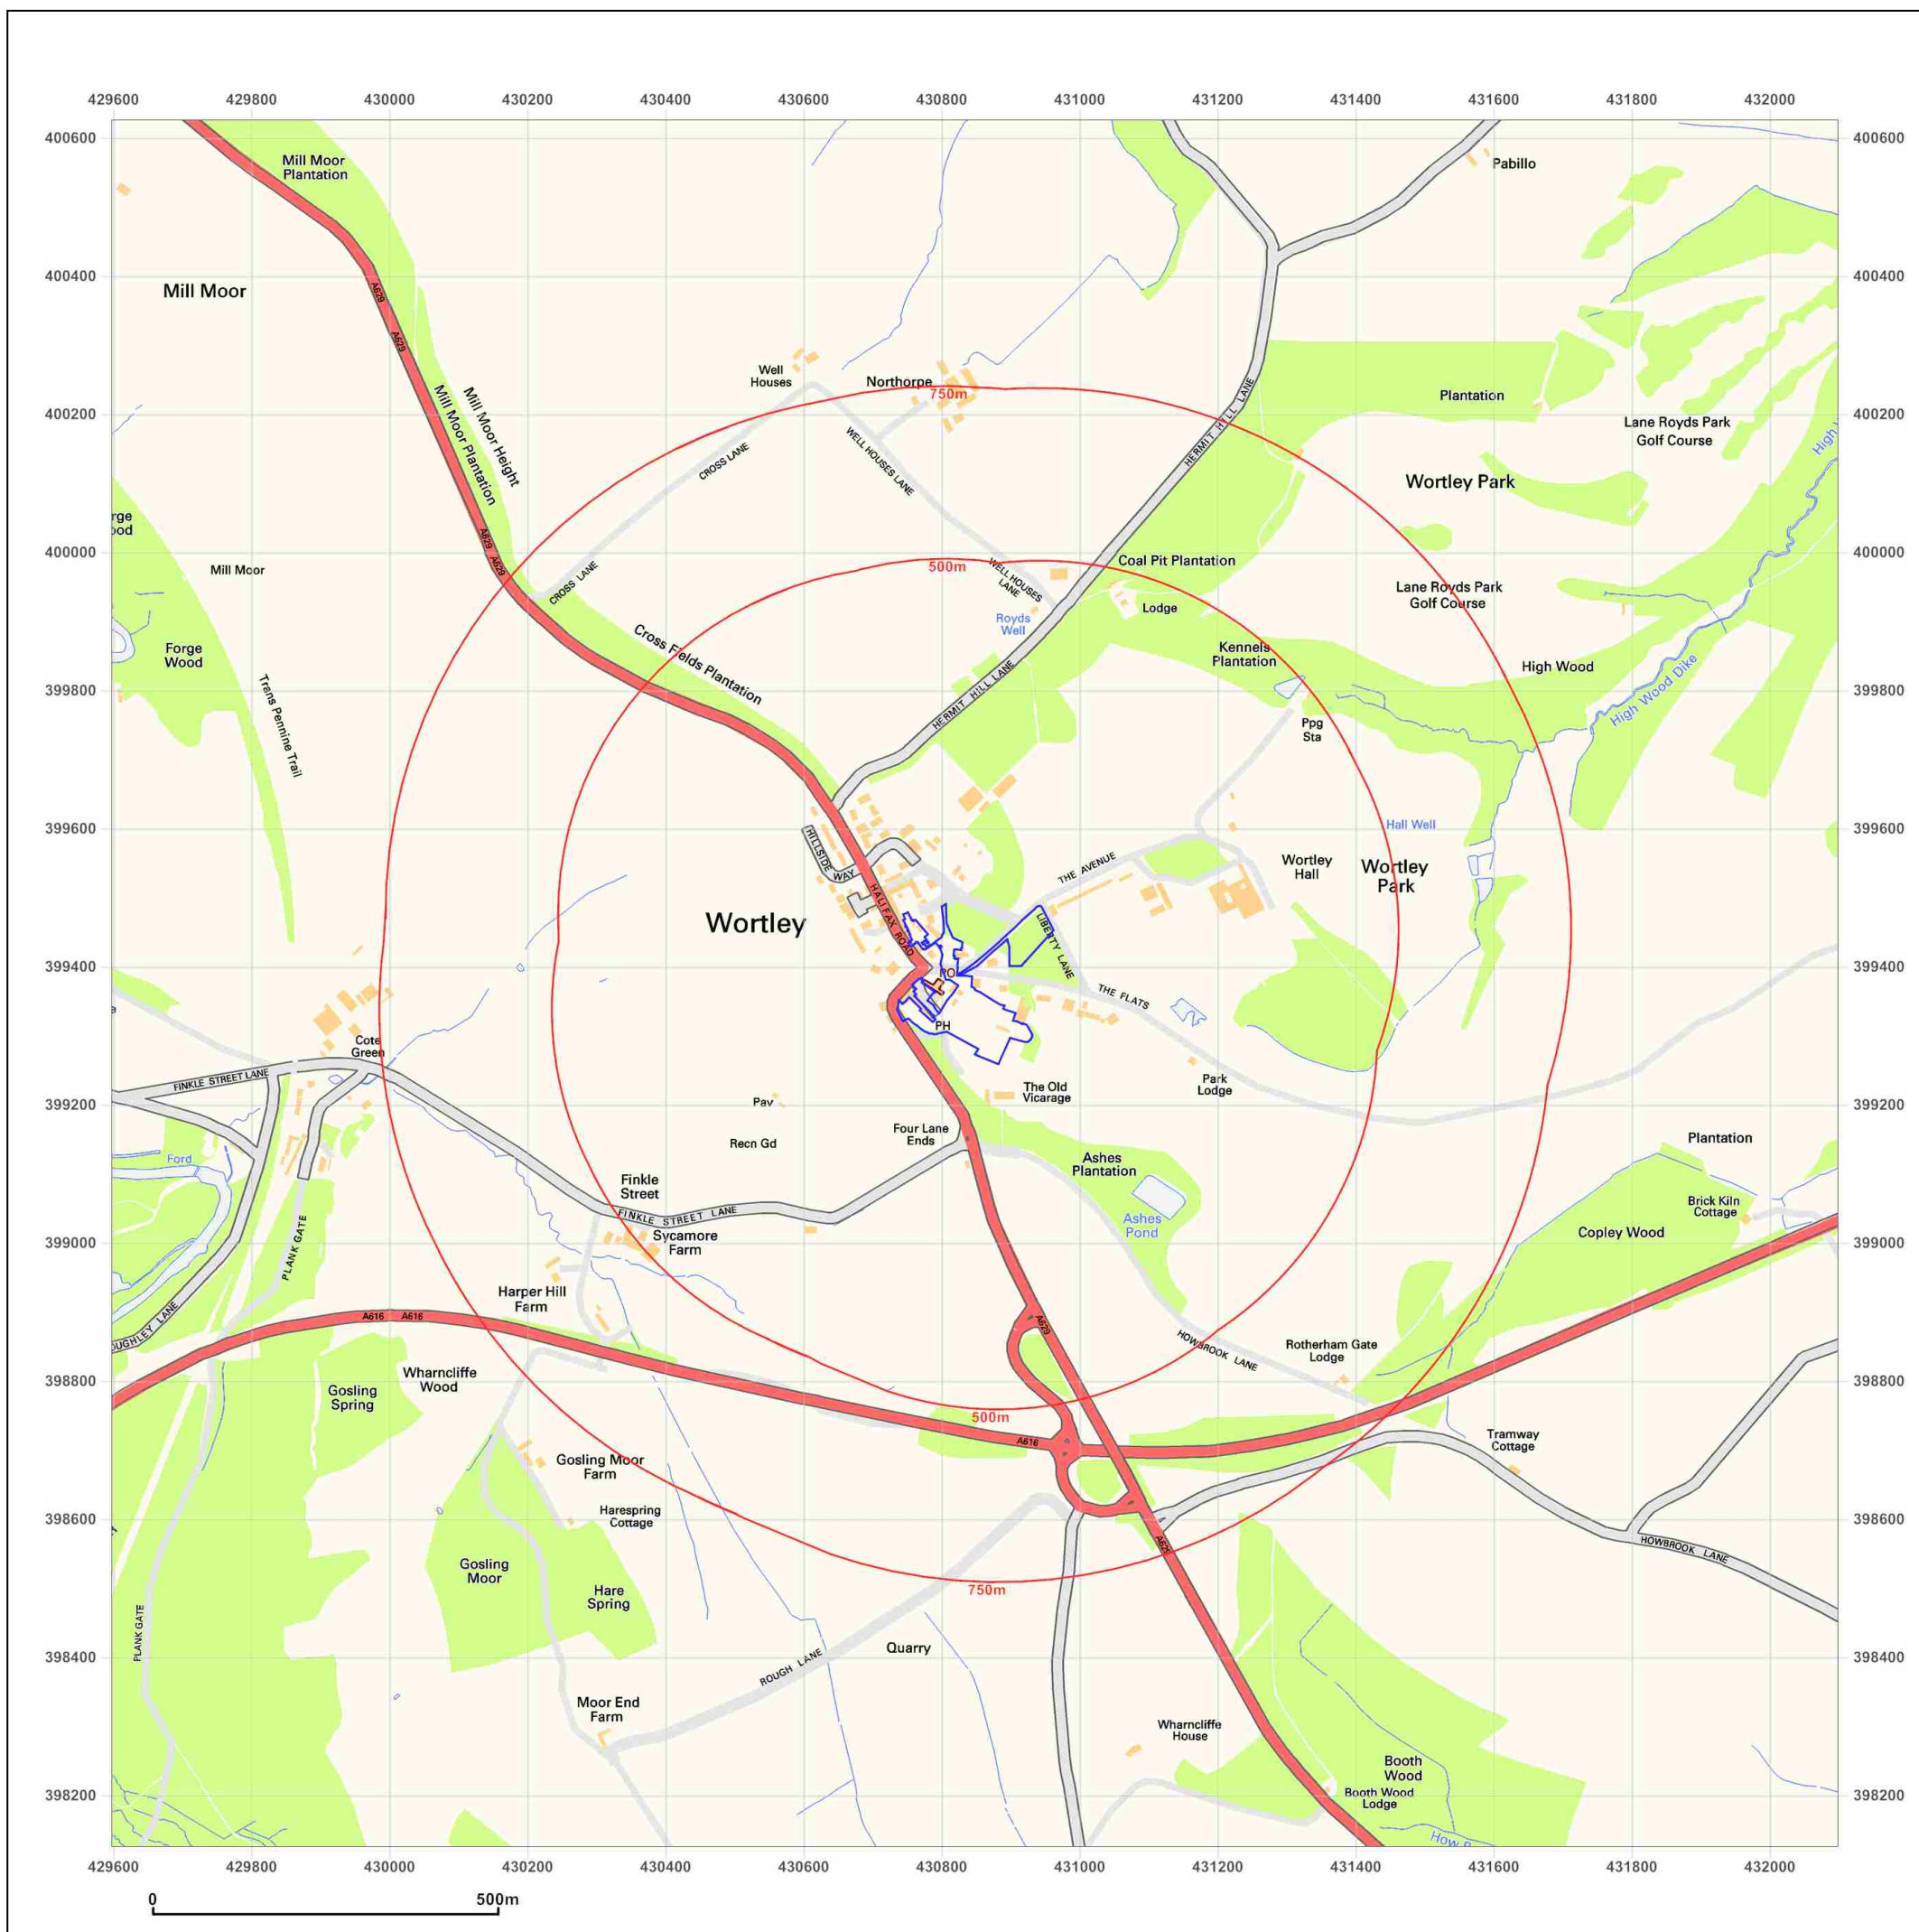 429600 429800 430000 430200 430400 430600 430800 431000 431200 431400 431600 431800 432000
400600
400600
Mill Moor
Plantation
Pabillo
400400
400400
Mill Moor
A629
A629
Well
Houses
Northorpe
750m
HERMIT HILL LANE
Plantation
400200
400200
Mill Moor Height
Mill Moor Plantation
Lane Royds Park
Golf Course
CROSS LANE
WELL HOUSES LANE
Wortley Park
High
A629
A629
400000
400000
Mill Moor
CROSS LANE
500m
WELL HOUSES
LANE
Coal Pit Plantation
Lodge
Lane Royds Park
Golf Course
Royds
Well
Forge
Wood
Cross Fields Plantation
Kennels
Plantation
High Wood
High Wood Dike
HERMIT HILL LANE
399800
399800
Trans Pennine Trail
Ppg
Sta
399600
399600
Hall Well
HILLSIDE
WAY
THE AVENUE
Wortley
Hall
Wortley
Park
Wortley
HALIFAX ROAD
LIBERTY LANE
399400
399400
PO
THE FLATS
PH
Cote
Green
FINKLE STREET LANE
The Old
Vicarage
Park
Lodge
399200
399200
Pav
Recn Gd
Four Lane
Ends
Plantation
Ford
Ashes
Plantation
Finkle
Street
FINKLE STREET LANE
Ashes
Pond
Brick Kiln
Cottage
Copley Wood
Sycamore
Farm
399000
399000
PLANK GATE
Harper Hill
Farm
A616 A616
OUGHLEY LANE
A629
HOWBROOK LANE
Rotherham Gate
Lodge
Wharncliffe
Wood
Gosling
Spring
398800
398800
500m
A616
Tramway
Cottage
Gosling Moor
Farm
Harespring
Cottage
398600
398600
A629
HOWBROOK LANE
Gosling
Moor
Hare
Spring
750m
PLANK GATE
Quarry
398400
398400
ROUGH LANE
Moor End
Farm
Wharncliffe
House
Booth
Wood
Booth Wood
Lodge
398200
398200
How
429600 429800 430000 430200 430400 430600 430800 431000 431200 431400 431600 431800 432000
0 500m